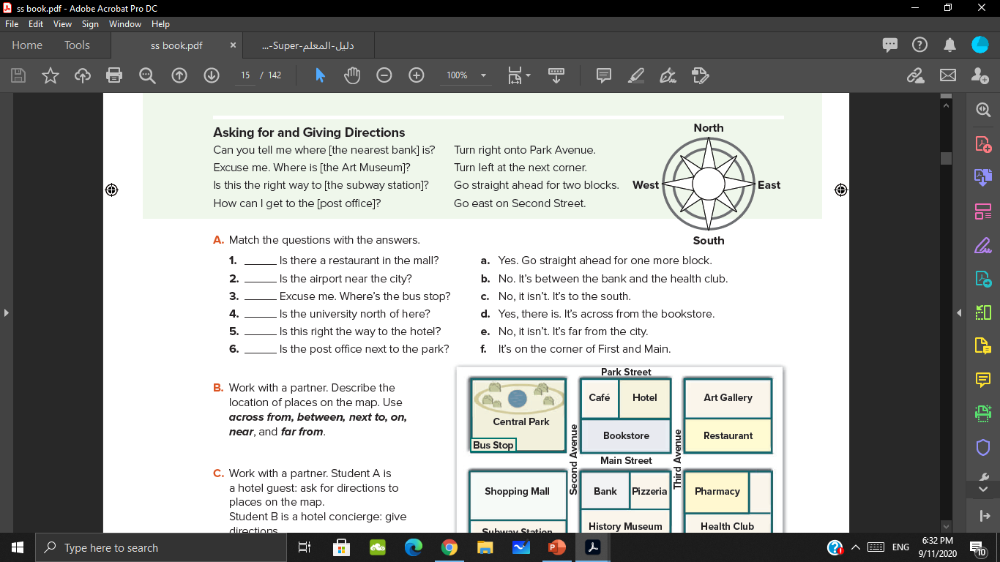 ss book.pdf - Adobe Acrobat Pro DC
File Edit View Sign Window Help
Home Tools ss book.pdf × ...-Super-دليل-المعلم
15 / 142 100%
North
Asking for and Giving Directions
Can you tell me where [the nearest bank] is? Turn right onto Park Avenue.
Excuse me. Where is [the Art Museum]? Turn left at the next corner.
Is this the right way to [the subway station]? Go straight ahead for two blocks. West East
How can I get to the [post office]? Go east on Second Street.
South
A. Match the questions with the answers.
1. ______ Is there a restaurant in the mall? a. Yes. Go straight ahead for one more block.
2. ______ Is the airport near the city? b. No. It's between the bank and the health club.
3. ______ Excuse me. Where's the bus stop? c. No, it isn't. It's to the south.
4. ______ Is the university north of here? d. Yes, there is. It's across from the bookstore.
5. ______ Is this right the way to the hotel? e. No, it isn't. It's far from the city.
6. ______ Is the post office next to the park? f. It's on the corner of First and Main.
B. Work with a partner. Describe the
location of places on the map. Use
across from, between, next to, on,
near, and far from.
C. Work with a partner. Student A is
a hotel guest: ask for directions to
places on the map.
Student B is a hotel concierge: give
directions
Park Street
Café Hotel Art Gallery
Central Park
Bookstore Restaurant
Bus Stop
Second Avenue
Main Street
Third Avenue
Shopping Mall Bank Pizzeria Pharmacy
Subway Station History Museum Health Club
Type here to search
ENG
6:32 PM
9/11/2020
10